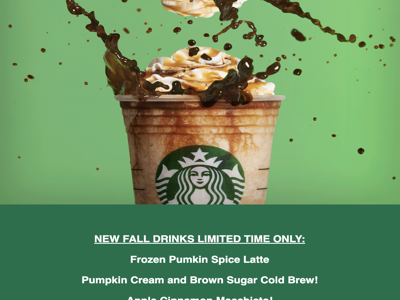 NEW FALL DRINKS LIMITED TIME ONLY:
Frozen Pumkin Spice Latte
Pumpkin Cream and Brown Sugar Cold Brew!
Apple Cinnamon Macchiato!